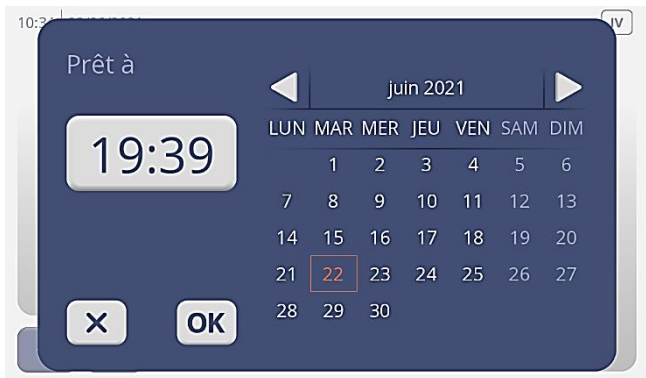 IV
Prêt à
juin 2021
LUN MAR MER JEU VEN SAM DIM
19:39
1 2 3 4 5 6
7 8 9 10 11 12 13
14 15 16 17 18 19 20
21 22 23 24 25 26 27
28 29 30
OK